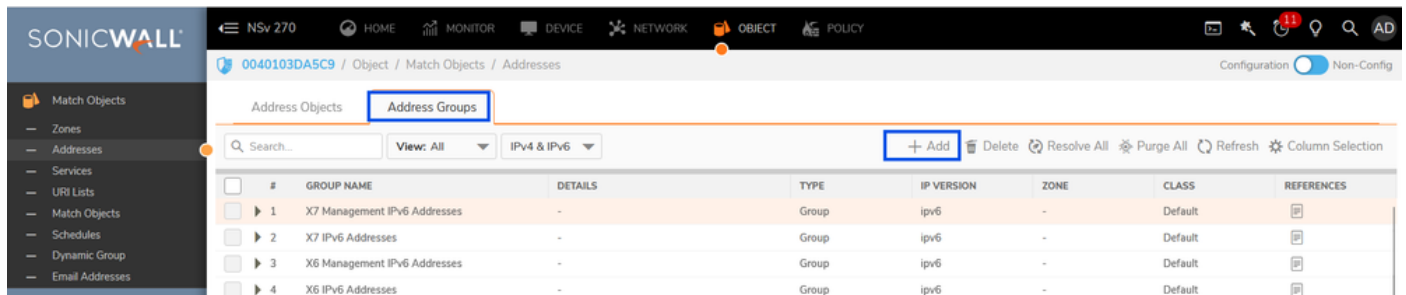 SONICWALL
NSv 270 HOME MONITOR DEVICE NETWORK OBJECT POLICY 11 AD
0040103DA5C9 / Object / Match Objects / Addresses Configuration Non-Config
Match Objects
Zones
Addresses
Services
URI Lists
Match Objects
Schedules
Dynamic Group
Email Addresses
Address Objects Address Groups
Search... View: All IPv4 & IPv6 + Add Delete Resolve All Purge All Refresh Column Selection
# GROUP NAME DETAILS TYPE IP VERSION ZONE CLASS REFERENCES
1 X7 Management IPv6 Addresses - Group ipv6 - Default
2 X7 IPv6 Addresses - Group ipv6 - Default
3 X6 Management IPv6 Addresses - Group ipv6 - Default
4 X6 IPv6 Addresses - Group ipv6 - Default